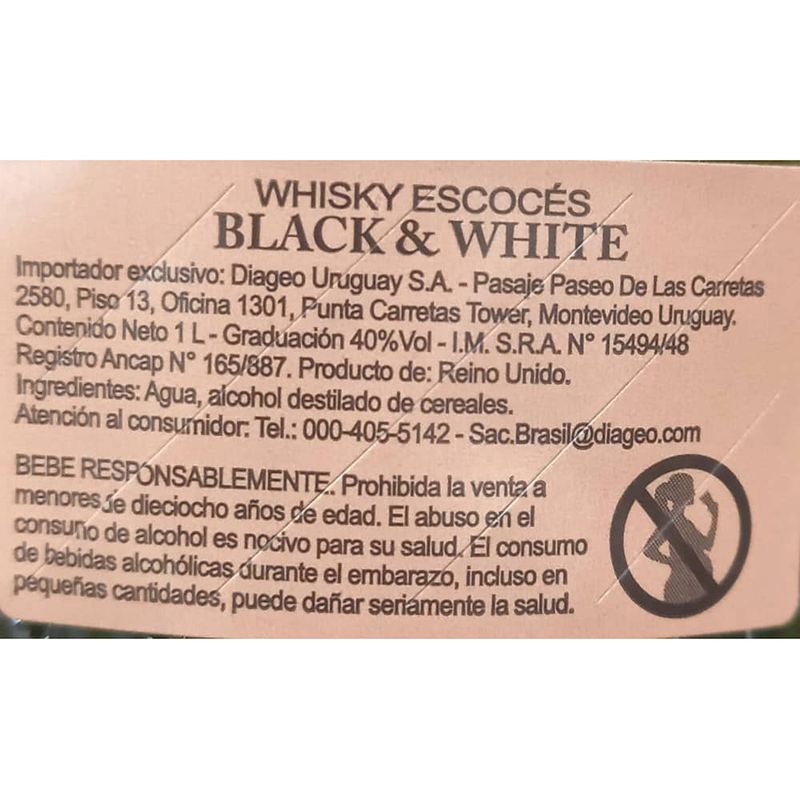 WHISKY ESCOCÉS
BLACK & WHITE
Importador exclusivo: Diageo Uruguay S.A. - Pasaje Paseo De Las Carretas
2580, Piso 13, Oficina 1301, Punta Carretas Tower, Montevideo Uruguay.
Contenido Neto 1 L - Graduación 40%Vol - I.M. S.R.A. N° 15494/48
Registro Ancap N° 165/887. Producto de: Reino Unido.
Ingredientes: Agua, alcohol destilado de cereales.
Atención al consumidor: Tel.: 000-405-5142 - Sac.Brasil@diageo.com
BEBE RESPONSABLEMENTE.. Prohibida la venta a
menores de dieciocho años de edad. El abuso en el
consumo de alcohol es nocivo para su salud. El consumo
de bebidas alcohólicas durante el embarazo, incluso en
pequeñas cantidades, puede dañar seriamente la salud.